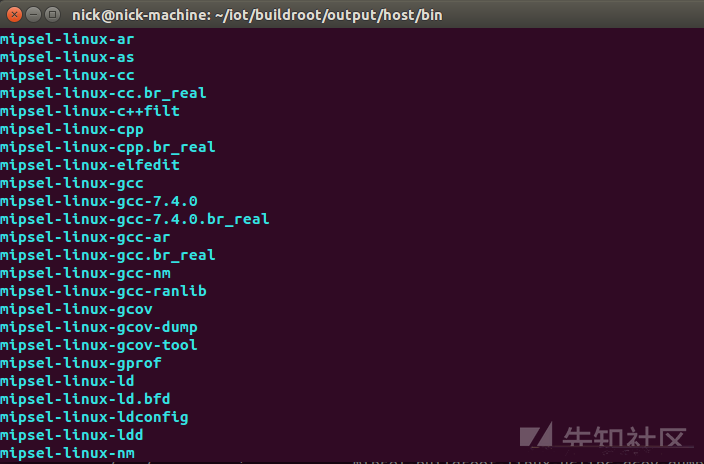 nick@nick-machine: ~/iot/buildroot/output/host/bin
mipsel-linux-ar
mipsel-linux-as
mipsel-linux-cc
mipsel-linux-cc.br_real
mipsel-linux-c++filt
mipsel-linux-cpp
mipsel-linux-cpp.br_real
mipsel-linux-elfedit
mipsel-linux-gcc
mipsel-linux-gcc-7.4.0
mipsel-linux-gcc-7.4.0.br_real
mipsel-linux-gcc-ar
mipsel-linux-gcc.br_real
mipsel-linux-gcc-nm
mipsel-linux-gcc-ranlib
mipsel-linux-gcov
mipsel-linux-gcov-dump
mipsel-linux-gcov-tool
mipsel-linux-gprof
mipsel-linux-ld
mipsel-linux-ld.bfd
mipsel-linux-ldconfig
mipsel-linux-ldd
mipsel-linux-nm
先知社区